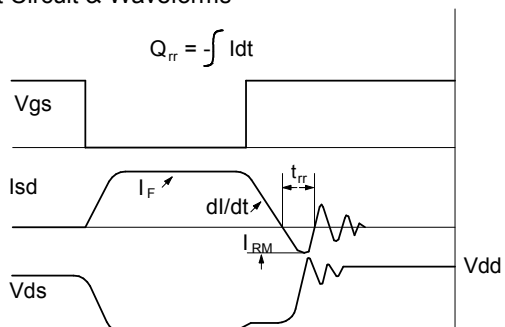 t Circuit & Waveforms
Qrr = -∫ Idt
Vgs
Isd
IF
dI/dt
trr
IRM
Vdd
Vds